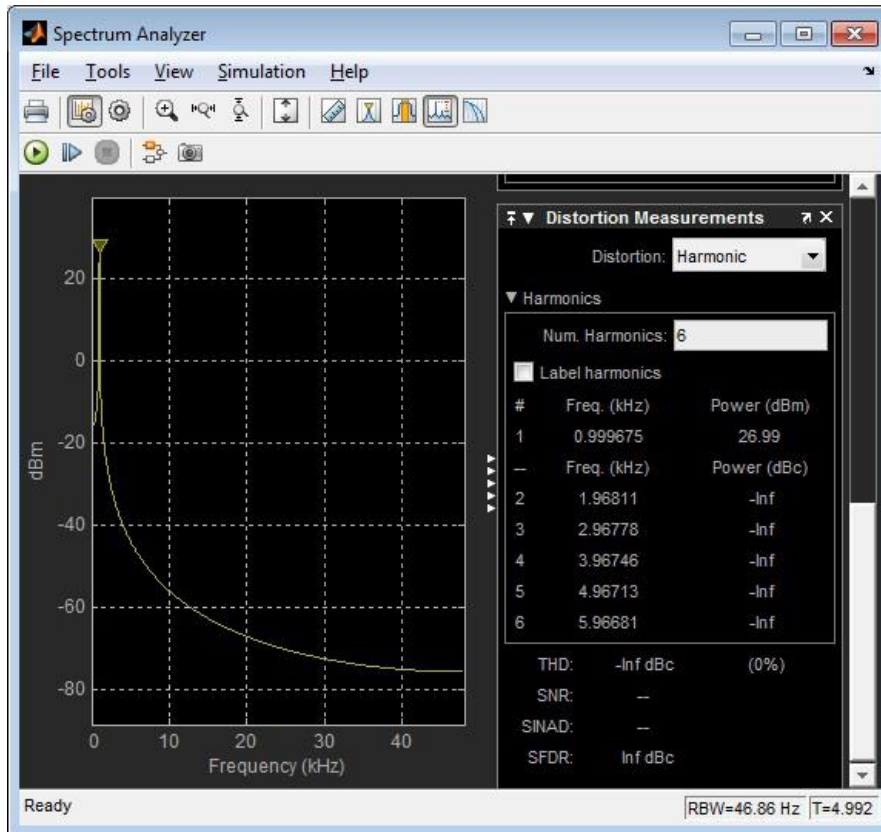 Spectrum Analyzer
File Tools View Simulation Help
20
0
-20
-40
-60
-80
dBm
0 10 20 30 40
Frequency (kHz)
Distortion Measurements
Distortion: Harmonic
Harmonics
Num. Harmonics: 6
Label harmonics
# Freq. (kHz) Power (dBm)
1 0.999675 26.99
-- Freq. (kHz) Power (dBc)
2 1.96811 -Inf
3 2.96778 -Inf
4 3.96746 -Inf
5 4.96713 -Inf
6 5.96681 -Inf
THD: -Inf dBc (0%)
SNR: --
SINAD: --
SFDR: Inf dBc
Ready RBW=46.86 Hz T=4.992